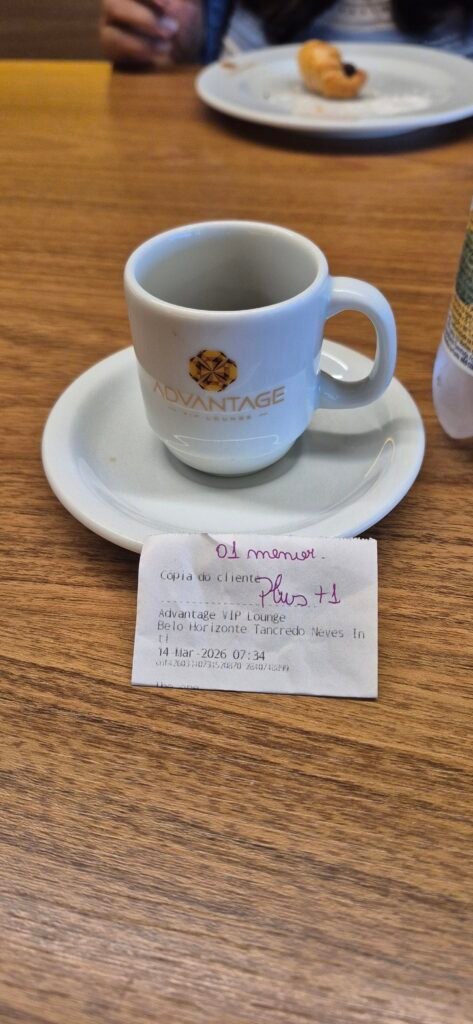 ADVANTAGE
VIP LOUNGE
01 menor.
Copia do cliente
Plus +1
Advantage VIP Lounge
Belo Horizonte Tancredo Neves In
tl
14-Mar-2026 07:34